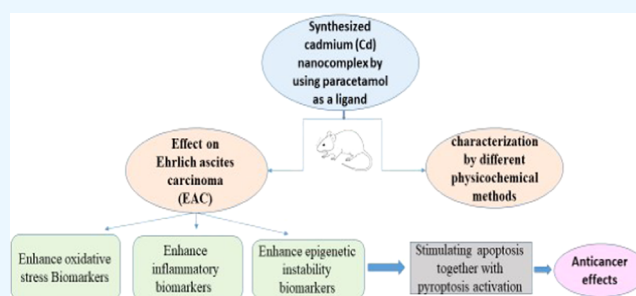 Synthesized
cadmium (Cd)
nanocomplex by
using paracetamol
as a ligand
Effect on
Ehrlich ascites
carcinoma
(EAC)
characterization
by different
physicochemical
methods
Enhance oxidative
stress Biomarkers
Enhance
inflammatory
biomarkers
Enhance epigenetic
instability
biomarkers
Stimulating apoptosis
together with
pyroptosis activation
Anticancer
effects